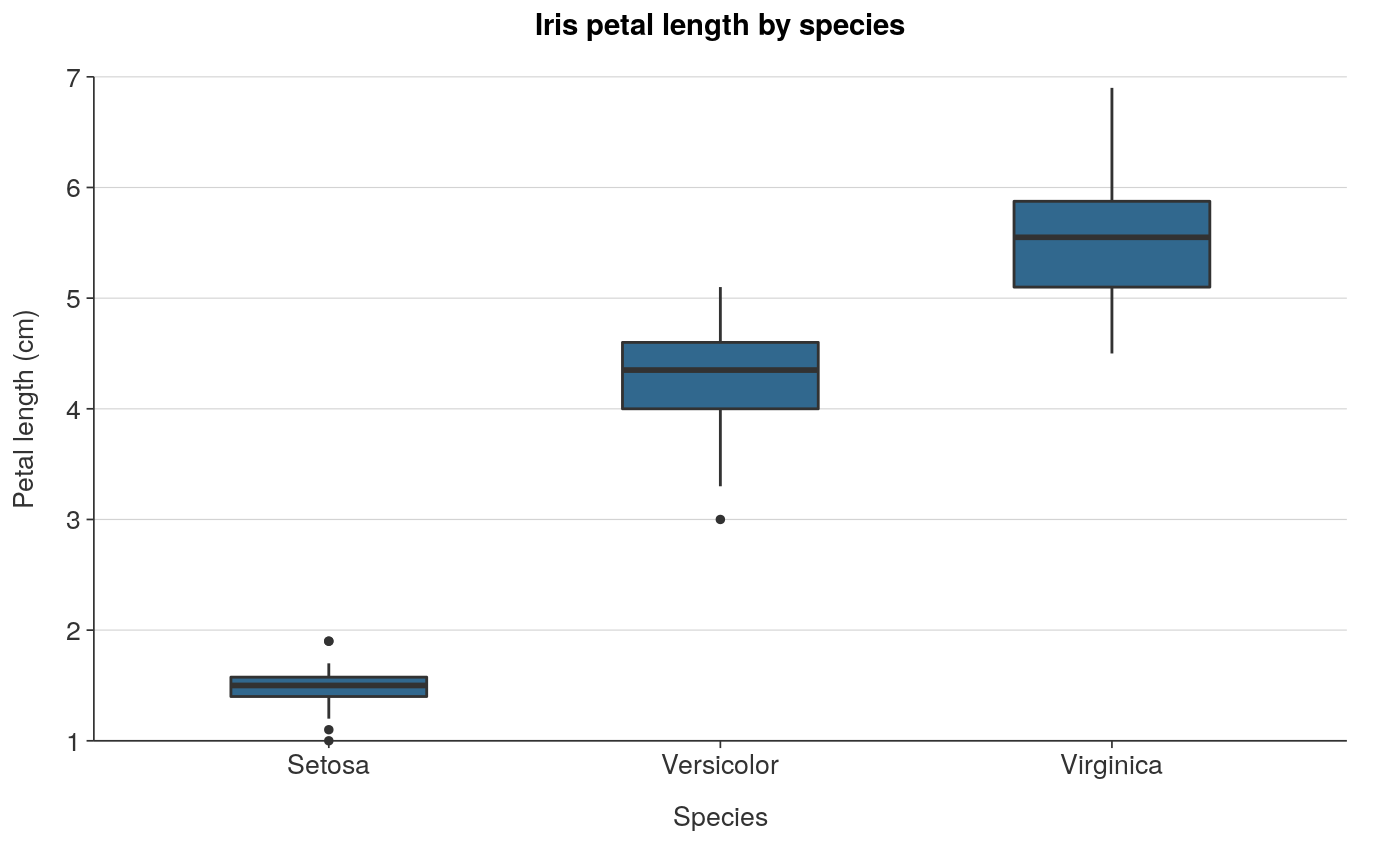 Iris petal length by species
7
6
5
4
3
2
1
Petal length (cm)
Setosa
Versicolor
Virginica
Species